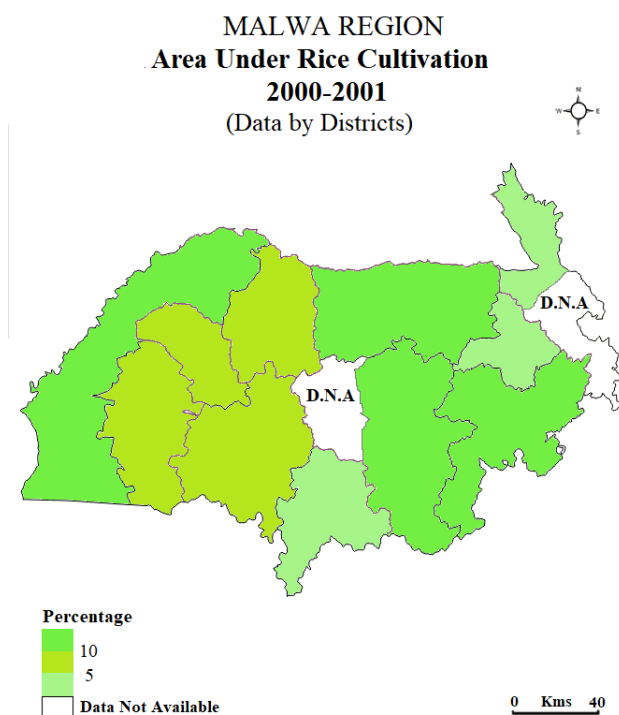 MALWA REGION
Area Under Rice Cultivation
2000-2001
(Data by Districts)
N
W E
S
D.N.A
D.N.A
Percentage
10
5
Data Not Available
0 Kms 40